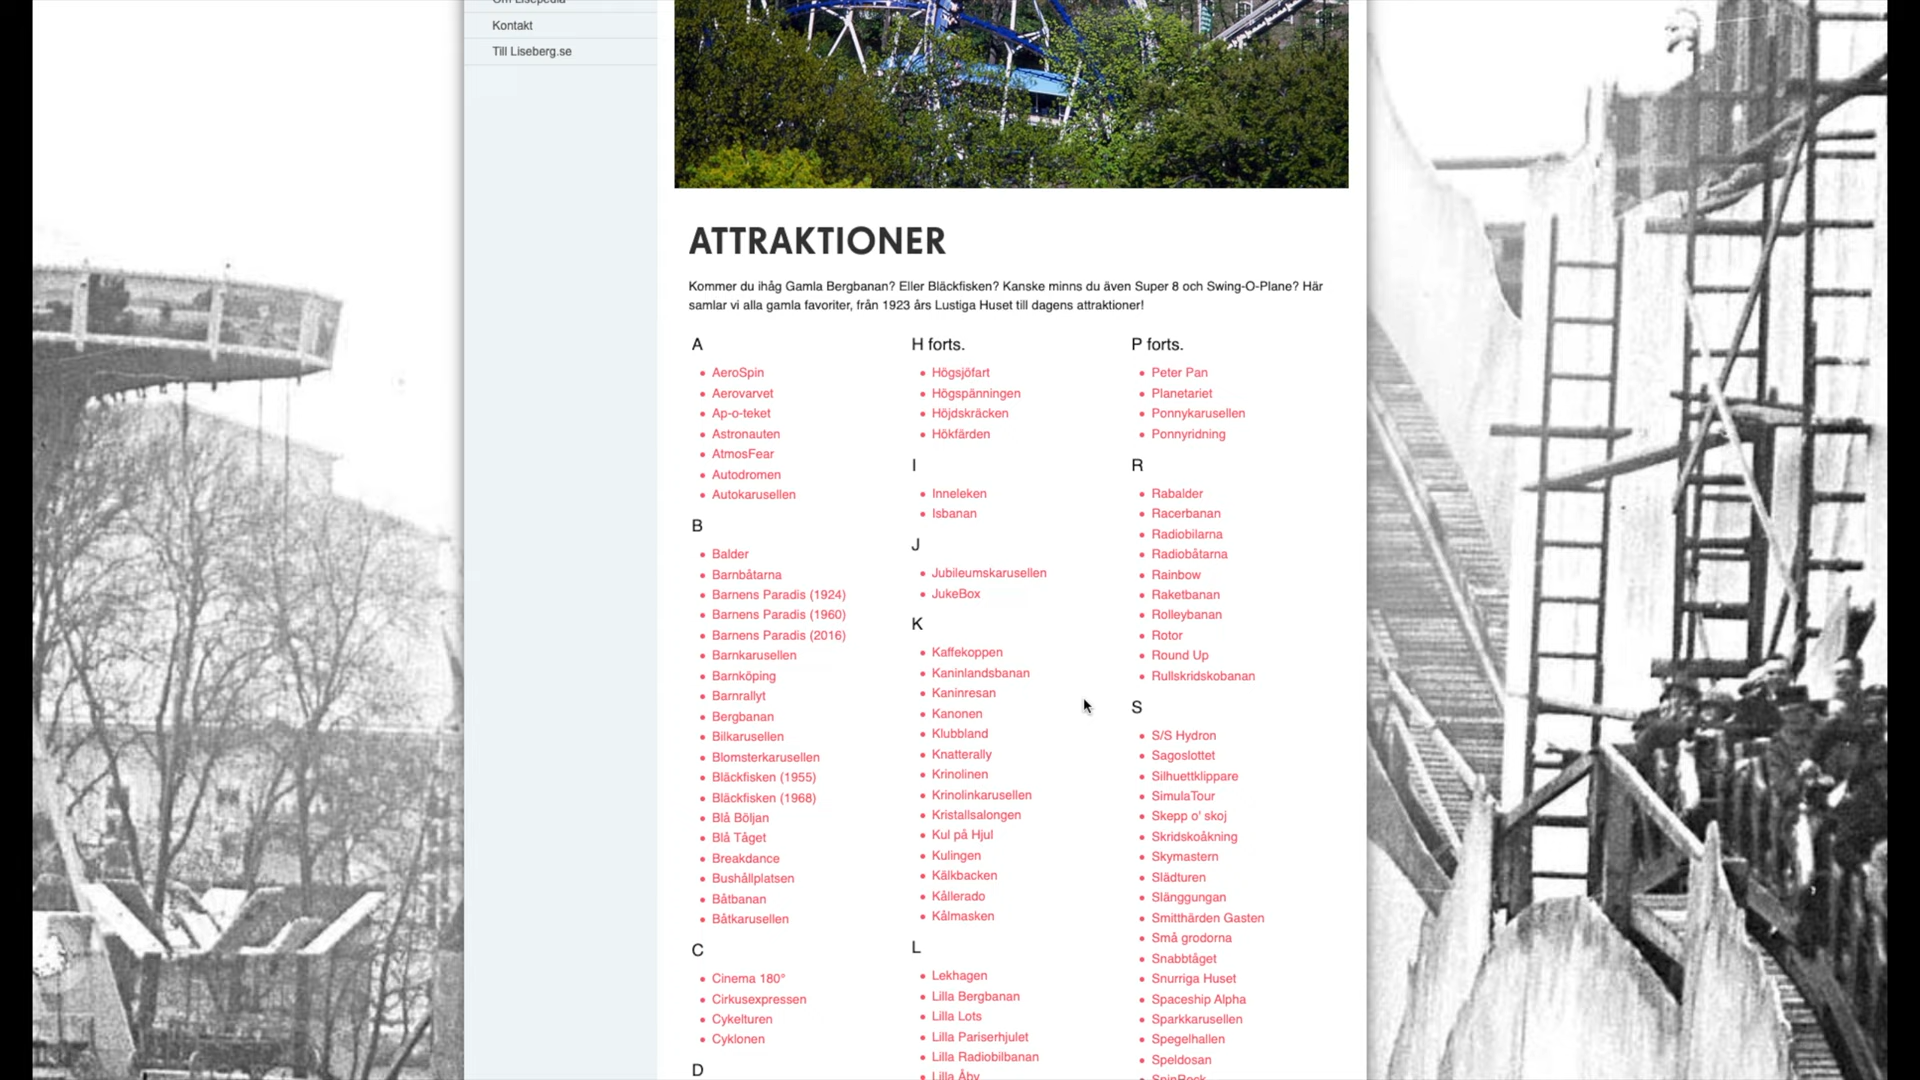 Om Lisepedia
Kontakt
Till Liseberg.se
ATTRAKTIONER
Kommer du ihåg Gamla Bergbanan? Eller Bläckfisken? Kanske minns du även Super 8 och Swing-O-Plane? Här
samlar vi alla gamla favoriter, från 1923 års Lustiga Huset till dagens attraktioner!
A
AeroSpin
Aerovarvet
Ap-o-teket
Astronauten
AtmosFear
Autodromen
Autokarusellen
B
Balder
Barnbåtarna
Barnens Paradis (1924)
Barnens Paradis (1960)
Barnens Paradis (2016)
Barnkarusellen
Barnköping
Barnrallyt
Bergbanan
Bilkarusellen
Blomsterkarusellen
Bläckfisken (1955)
Bläckfisken (1968)
Blå Böljan
Blå Tåget
Breakdance
Bushållplatsen
Båtbanan
Båtkarusellen
C
Cinema 180°
Cirkusexpressen
Cykelturen
Cyklonen
D
H forts.
Högsjöfart
Högspänningen
Höjdskräcken
Hökfärden
I
Inneleken
Isbanan
J
Jubileumskarusellen
JukeBox
K
Kaffekoppen
Kaninlandsbanan
Kaninresan
Kanonen
Klubbland
Knatterally
Krinolinen
Krinolinkarusellen
Kristallsalongen
Kul på Hjul
Kulingen
Kälkbacken
Kållerado
Kålmasken
L
Lekhagen
Lilla Bergbanan
Lilla Lots
Lilla Pariserhjulet
Lilla Radiobilbanan
Lilla Åby
P forts.
Peter Pan
Planetariet
Ponnykarusellen
Ponnyridning
R
Rabalder
Racerbanan
Radiobilarna
Radiobåtarna
Rainbow
Raketbanan
Rolleybanan
Rotor
Round Up
Rullskridskobanan
S
S/S Hydron
Sagoslottet
Silhuettklippare
SimulaTour
Skepp o' skoj
Skridskoåkning
Skymastern
Slädturen
Slänggungan
Smitthärden Gasten
Små grodorna
Snabbtåget
Snurriga Huset
Spaceship Alpha
Sparkkarusellen
Spegelhallen
Speldosan
SpinRock